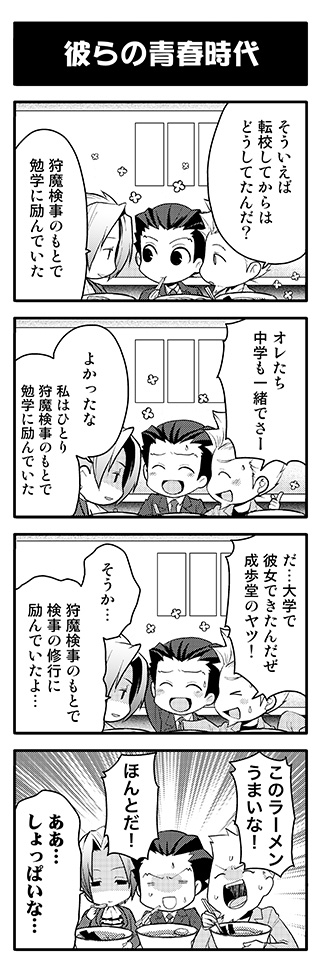 彼らの青春時代
そういえば
転校してからは
どうしてたんだ？
狩魔検事のもとで
勉学に励んでいた
オレたち
中学も一緒でさー
よかったな
私はひとり
狩魔検事のもとで
勉学に励んでいた
だ…大学で
彼女できたんだぜ
成歩堂のヤツ！
そうか…
狩魔検事のもとで
検事の修行に
励んでいたよ…
このラーメン
うまいな！
ほんとだ！
ああ…
しょっぱいな…